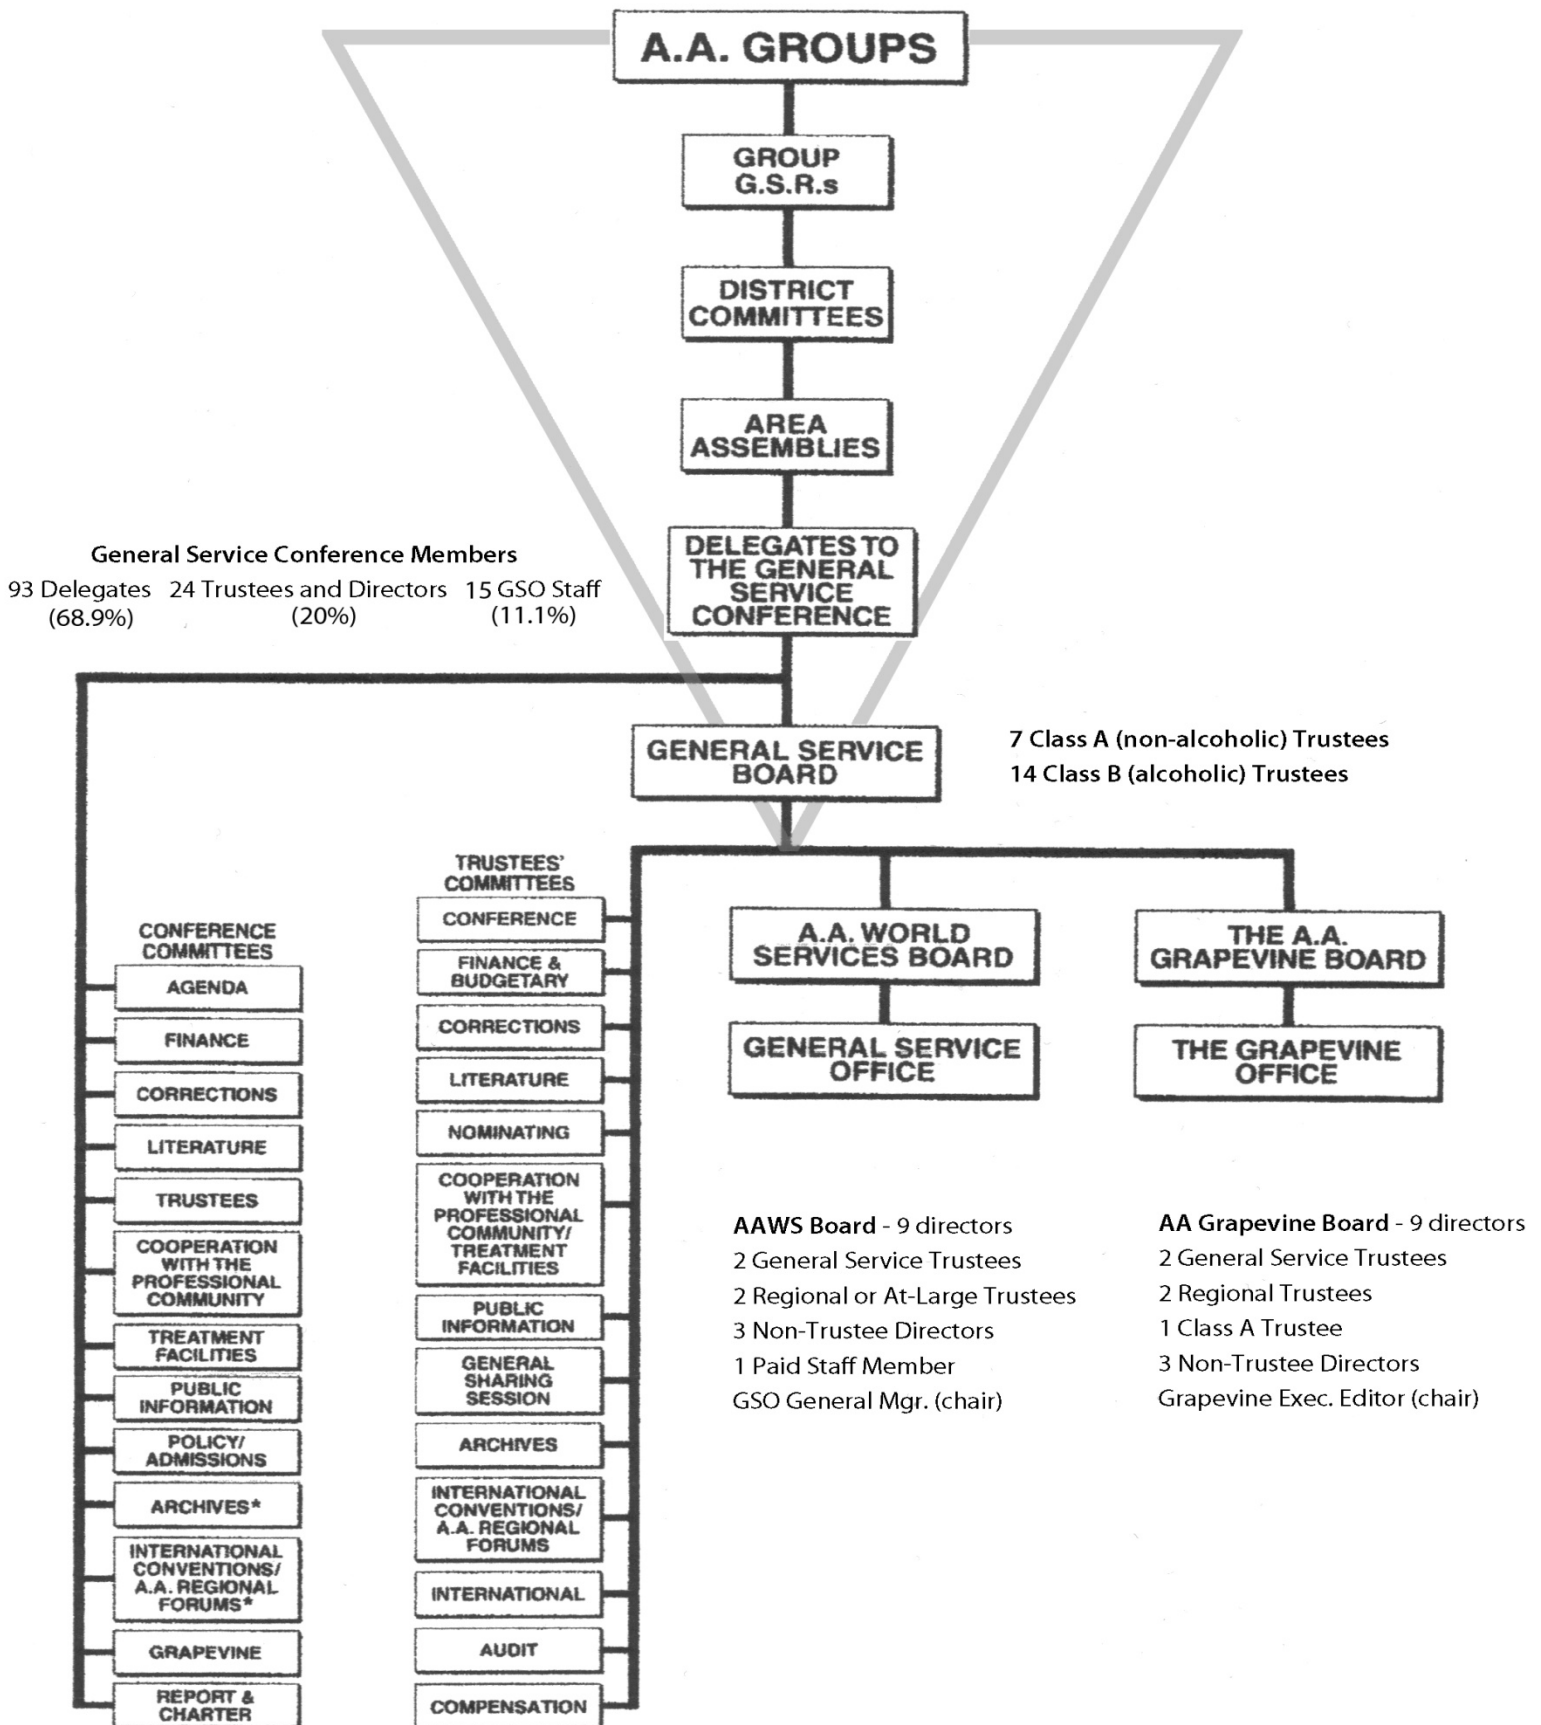 A.A. GROUPS
GROUP
G.S.R.s
DISTRICT
COMMITTEES
AREA
ASSEMBLIES
DELEGATES TO
THE GENERAL
SERVICE
CONFERENCE
General Service Conference Members
93 Delegates 24 Trustees and Directors 15 GSO Staff
(68.9%) (20%) (11.1%)
GENERAL SERVICE
BOARD
7 Class A (non-alcoholic) Trustees
14 Class B (alcoholic) Trustees
CONFERENCE
COMMITTEES
AGENDA
FINANCE
CORRECTIONS
LITERATURE
TRUSTEES
COOPERATION
WITH THE
PROFESSIONAL
COMMUNITY
TREATMENT
FACILITIES
PUBLIC
INFORMATION
POLICY/
ADMISSIONS
ARCHIVES*
INTERNATIONAL
CONVENTIONS/
A.A. REGIONAL
FORUMS*
GRAPEVINE
REPORT &
CHARTER
TRUSTEES'
COMMITTEES
CONFERENCE
FINANCE &
BUDGETARY
CORRECTIONS
LITERATURE
NOMINATING
COOPERATION
WITH THE
PROFESSIONAL
COMMUNITY/
TREATMENT
FACILITIES
PUBLIC
INFORMATION
GENERAL
SHARING
SESSION
ARCHIVES
INTERNATIONAL
CONVENTIONS/
A.A. REGIONAL
FORUMS
INTERNATIONAL
AUDIT
COMPENSATION
A.A. WORLD
SERVICES BOARD
GENERAL SERVICE
OFFICE
THE A.A.
GRAPEVINE BOARD
THE GRAPEVINE
OFFICE
AAWS Board - 9 directors
2 General Service Trustees
2 Regional or At-Large Trustees
3 Non-Trustee Directors
1 Paid Staff Member
GSO General Mgr. (chair)
AA Grapevine Board - 9 directors
2 General Service Trustees
2 Regional Trustees
1 Class A Trustee
3 Non-Trustee Directors
Grapevine Exec. Editor (chair)